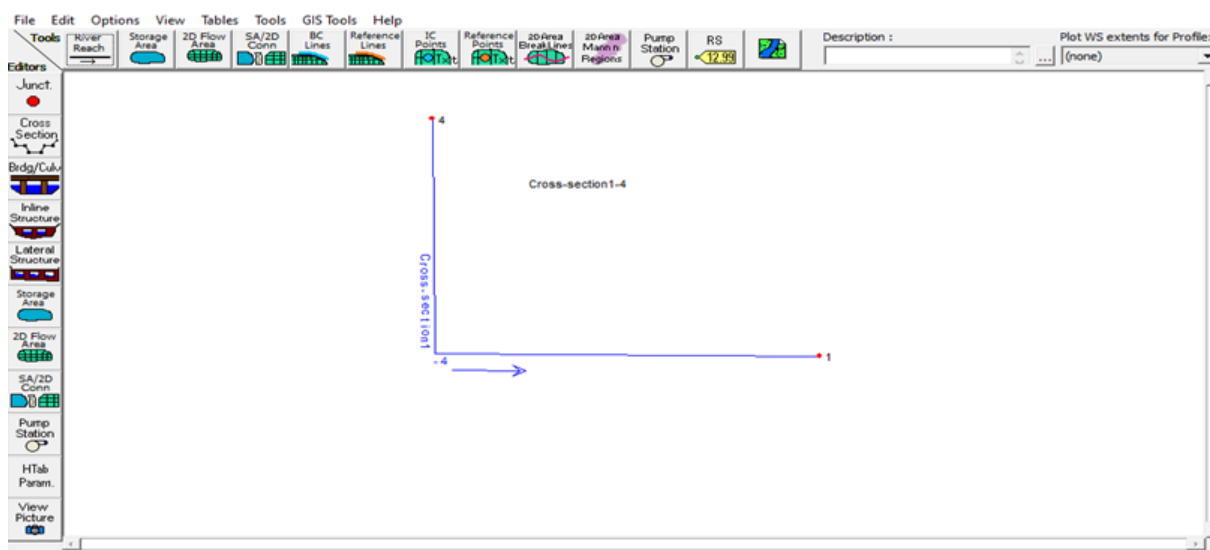 File Edit Options View Tables Tools GIS Tools Help
Tools
Editors
River
Reach
Storage
Area
2D Flow
Area
SA/2D
Conn
BC
Lines
Reference
Lines
IC
Points
Reference
Points
2D Area
BreakLines
2D Area
Mann n
Regions
Pump
Station
RS
12.99
Description :
...
Plot WS extents for Profile:
(none)
Junct.
Cross
Section
Brdg/Culv
Inline
Structure
Lateral
Structure
Storage
Area
2D Flow
Area
SA/2D
Conn
Pump
Station
HTab
Param.
View
Picture
4
Cross-section1-4
Cross-section1
-4
1